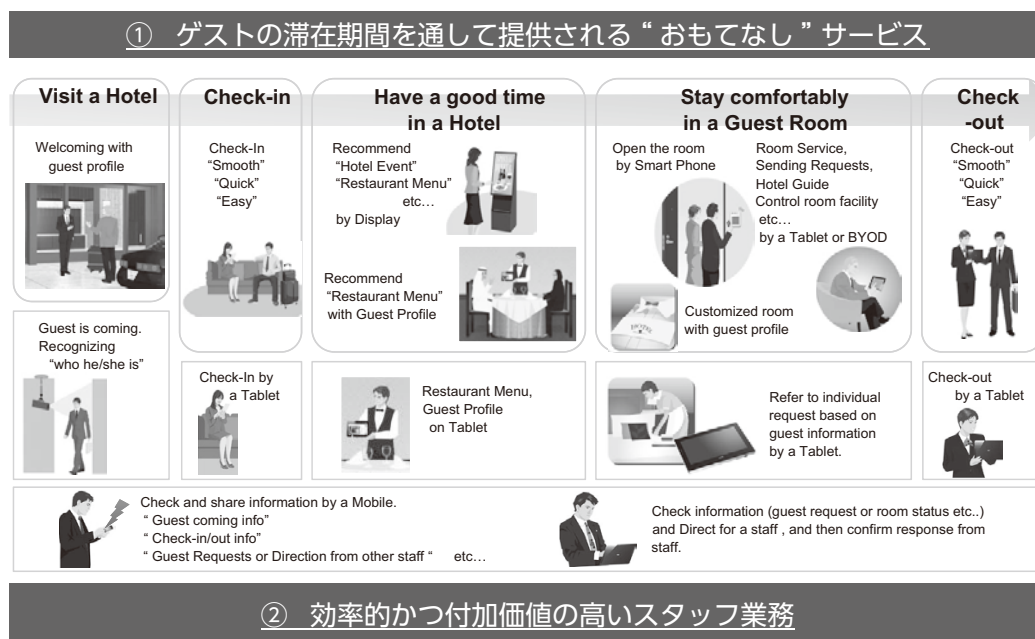 ① ゲストの滞在期間を通して提供される“おもてなし”サービス
Visit a Hotel
Welcoming with
guest profile
Guest is coming.
Recognizing
“who he/she is”
Check-in
Check-In
“Smooth”
“Quick”
“Easy”
Check-In by
a Tablet
Have a good time
in a Hotel
Recommend
“Hotel Event”
“Restaurant Menu”
etc…
by Display
Recommend
“Restaurant Menu”
with Guest Profile
Restaurant Menu,
Guest Profile
on Tablet
Stay comfortably
in a Guest Room
Open the room
by Smart Phone
Room Service,
Sending Requests,
Hotel Guide
Control room facility
etc…
by a Tablet or BYOD
Customized room
with guest profile
Refer to individual
request based on
guest information
by a Tablet.
Check
-out
Check-out
“Smooth”
“Quick”
“Easy”
Check-out
by a Tablet
Check and share information by a Mobile.
“ Guest coming info”
“ Check-in/out info”
“ Guest Requests or Direction from other staff “ etc…
Check information (guest request or room status etc..)
and Direct for a staff , and then confirm response from
staff.
② 効率的かつ付加価値の高いスタッフ業務